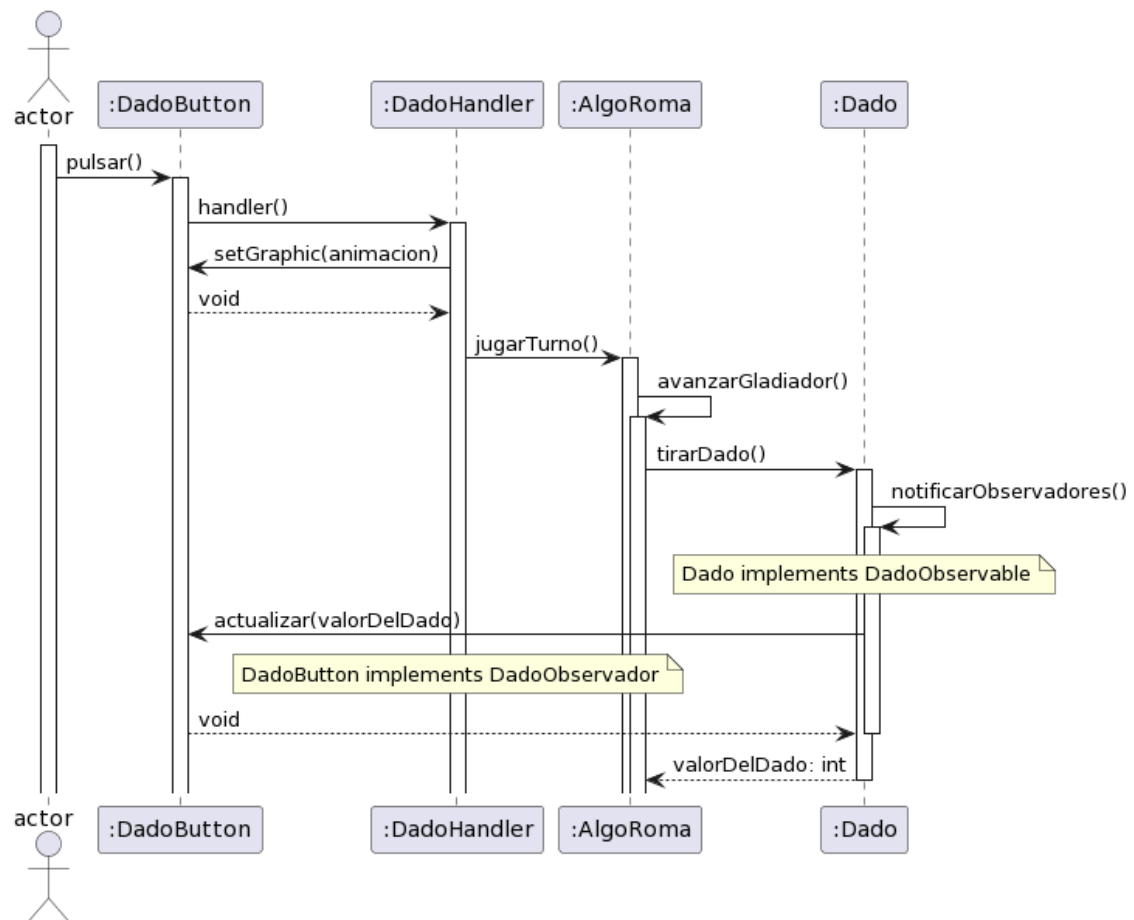 actor
:DadoButton
:DadoHandler
:AlgoRoma
:Dado
pulsar()
handler()
setGraphic(animacion)
void
jugarTurno()
avanzarGladiador()
tirarDado()
notificarObservadores()
Dado implements DadoObservable
actualizar(valorDelDado)
DadoButton implements DadoObservador
void
valorDelDado: int
actor
:DadoButton
:DadoHandler
:AlgoRoma
:Dado